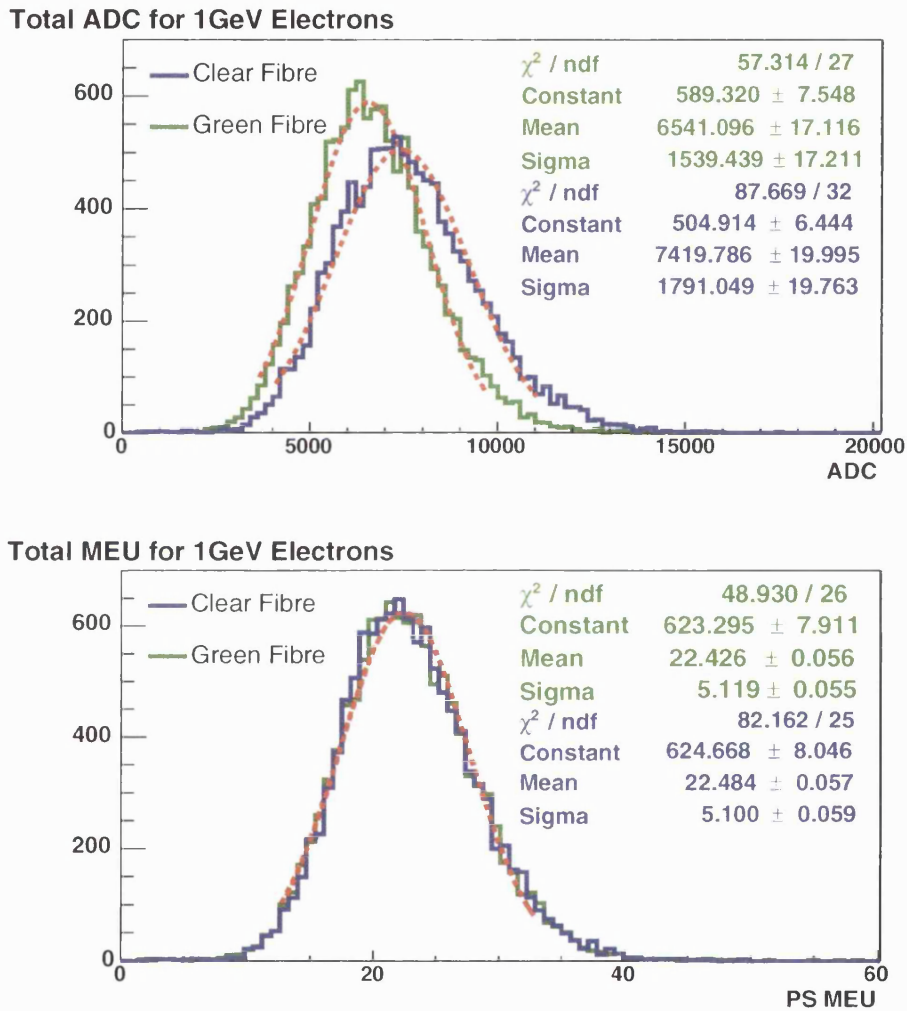 Total ADC for 1GeV Electrons
Clear Fibre
Green Fibre
χ² / ndf 57.314 / 27
Constant 589.320 ± 7.548
Mean 6541.096 ± 17.116
Sigma 1539.439 ± 17.211
χ² / ndf 87.669 / 32
Constant 504.914 ± 6.444
Mean 7419.786 ± 19.995
Sigma 1791.049 ± 19.763
600
400
200
0
0 5000 10000 15000 20000
ADC
Total MEU for 1GeV Electrons
Clear Fibre
Green Fibre
χ² / ndf 48.930 / 26
Constant 623.295 ± 7.911
Mean 22.426 ± 0.056
Sigma 5.119 ± 0.055
χ² / ndf 82.162 / 25
Constant 624.668 ± 8.046
Mean 22.484 ± 0.057
Sigma 5.100 ± 0.059
600
400
200
0
0 20 40 60
PS MEU